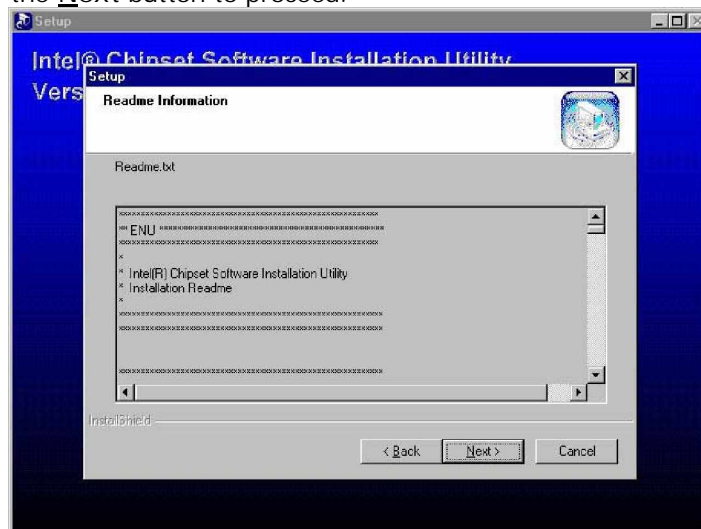 the Next button to proceed.
Setup
Intel® Chipset Software Installation Utility
Vers
Setup
Readme Information
Readme.txt
********************************************************
** ENU **************************************************
********************************************************
*
* Intel(R) Chipset Software Installation Utility
* Installation Readme
*
*********************************************************
*********************************************************
*********************************************************
InstallShield
< Back
Next >
Cancel